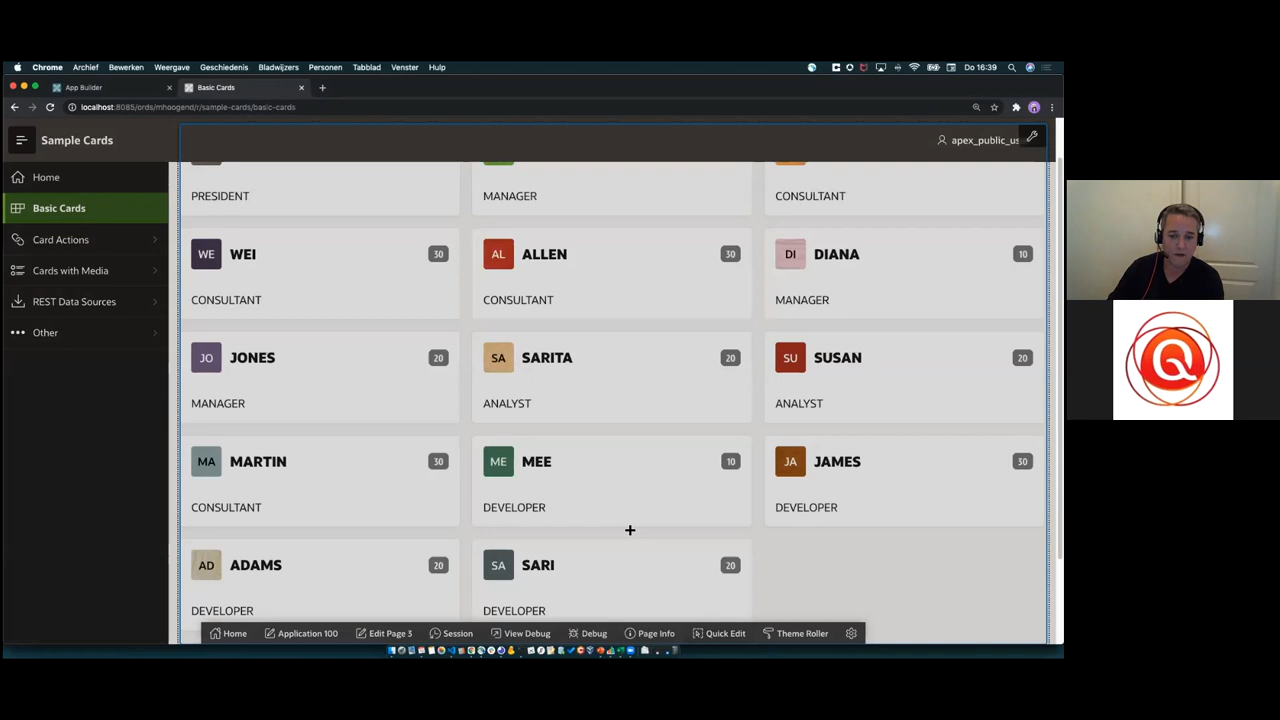 Chrome Archief Bewerken Weergave Geschiedenis Bladwijzers Personen Tabblad Venster Hulp Do 16:39
App Builder Basic Cards
localhost:8085/ords/mhoogend/r/sample-cards/basic-cards
Sample Cards apex_public_us
Home
Basic Cards
Card Actions
Cards with Media
REST Data Sources
Other
PRESIDENT MANAGER CONSULTANT
WE WEI 30 AL ALLEN 30 DI DIANA 10
CONSULTANT CONSULTANT MANAGER
JO JONES 20 SA SARITA 20 SU SUSAN 20
MANAGER ANALYST ANALYST
MA MARTIN 30 ME MEE 10 JA JAMES 30
CONSULTANT DEVELOPER DEVELOPER
AD ADAMS 20 SA SARI 20
DEVELOPER DEVELOPER
Home Application 100 Edit Page 3 Session View Debug Debug Page Info Quick Edit Theme Roller
Q